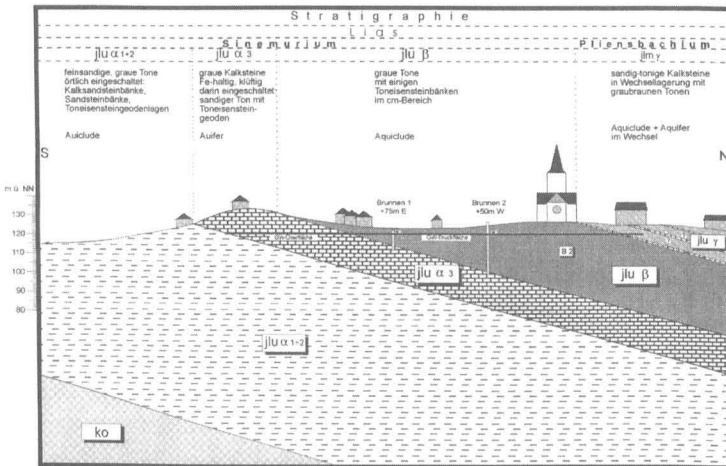 Stratigraphie
Lias
Sinemurium
Pliensbachium
jlu α 1+2
jlu α 3
jlu β
jlm γ
feinsandige, graue Tone
örtlich eingeschaltet:
Kalksandsteinbänke,
Sandsteinbänke,
Toneisensteingeodenlagen
Auiclude
graue Kalksteine
Fe-haltig, klüftig
darin eingeschaltet
sandiger Ton mit
Toneisenstein-
geoden
Auifer
graue Tone
mit einigen
Toneisensteinbänken
im cm-Bereich
Aquiclude
sandig-tonige Kalksteine
in Wechsellagerung mit
graubraunen Tonen
Aquiclude + Aquifer
im Wechsel
S
N
m ü NN
130
120
110
100
90
80
Brunnen 1
+75m E
Brunnen 2
+50m W
B 2
jlu γ
jlu α 3
jlu β
jlu α 1+2
ko